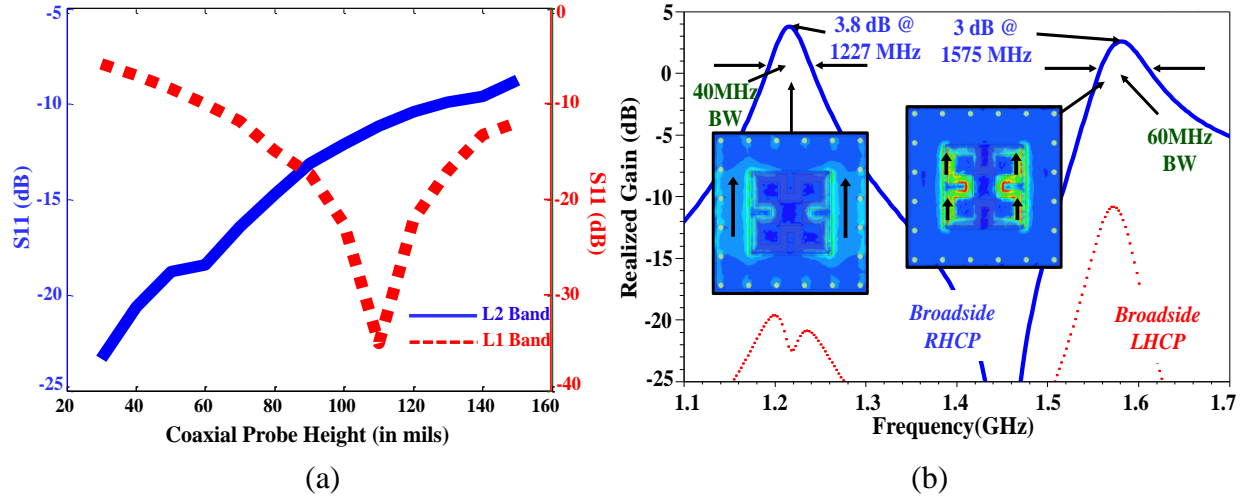 -5
-10
-15
-20
-25
S11 (dB)
0
-10
-20
-30
-40
S11 (dB)
L2 Band
L1 Band
20 40 60 80 100 120 140 160
Coaxial Probe Height (in mils)
(a)
10
5
0
-5
-10
-15
-20
-25
Realized Gain (dB)
3.8 dB @
1227 MHz
3 dB @
1575 MHz
40MHz
BW
60MHz
BW
Broadside
RHCP
Broadside
LHCP
1.1 1.2 1.3 1.4 1.5 1.6 1.7
Frequency(GHz)
(b)